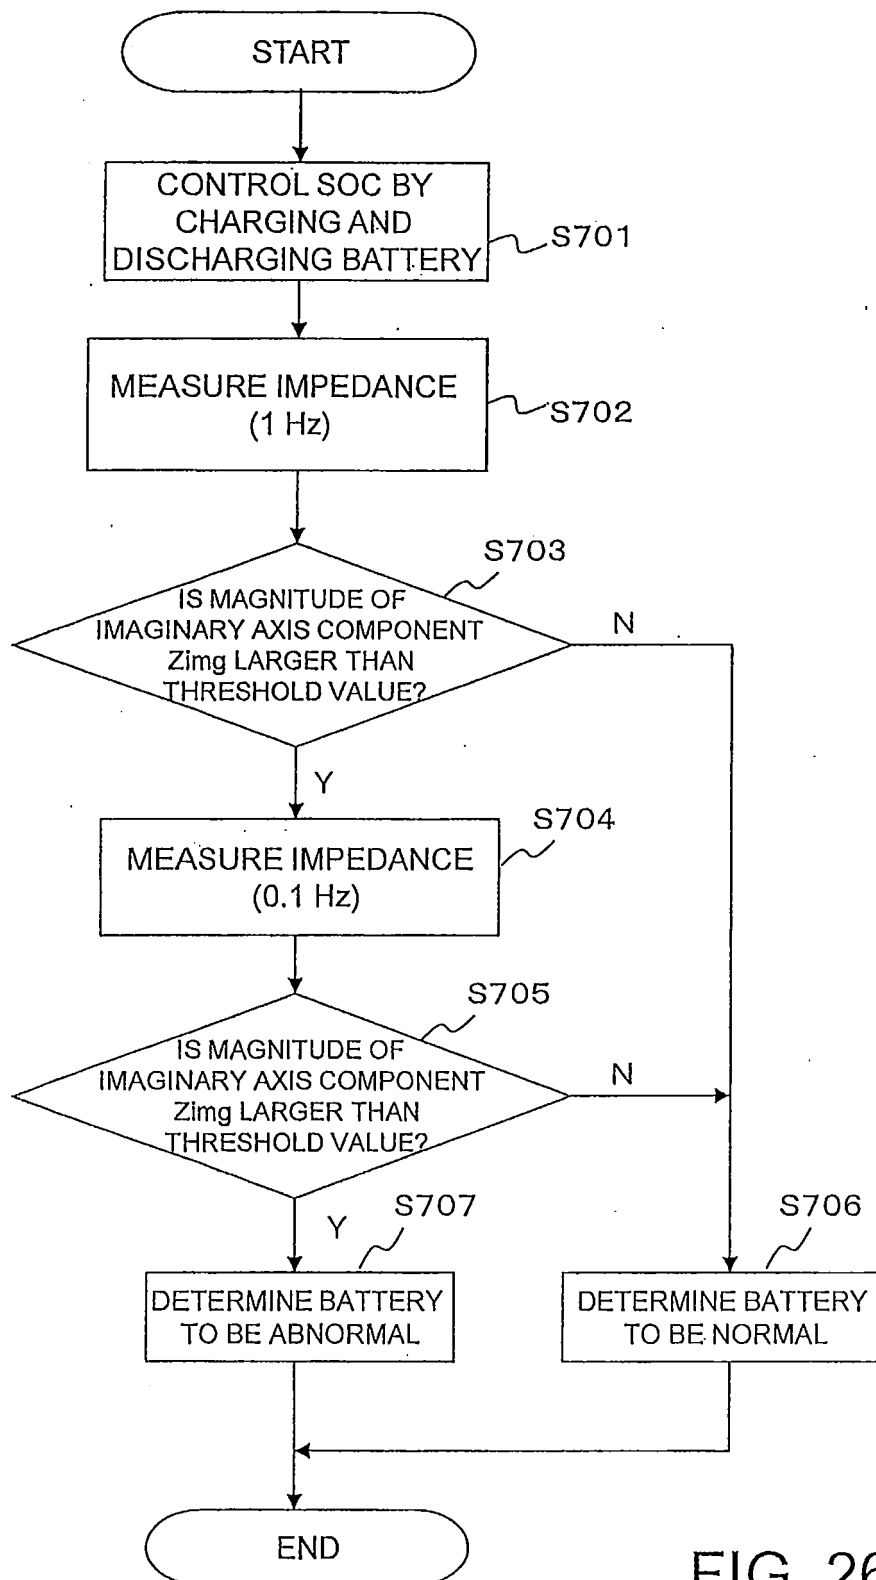 START
CONTROL SOC BY
CHARGING AND
DISCHARGING BATTERY
S701
MEASURE IMPEDANCE
(1 Hz)
S702
S703
IS MAGNITUDE OF
IMAGINARY AXIS COMPONENT
Zimg LARGER THAN
THRESHOLD VALUE?
N
Y
S704
MEASURE IMPEDANCE
(0.1 Hz)
S705
IS MAGNITUDE OF
IMAGINARY AXIS COMPONENT
Zimg LARGER THAN
THRESHOLD VALUE?
N
Y
S707
DETERMINE BATTERY
TO BE ABNORMAL
S706
DETERMINE BATTERY
TO BE NORMAL
END
FIG. 26